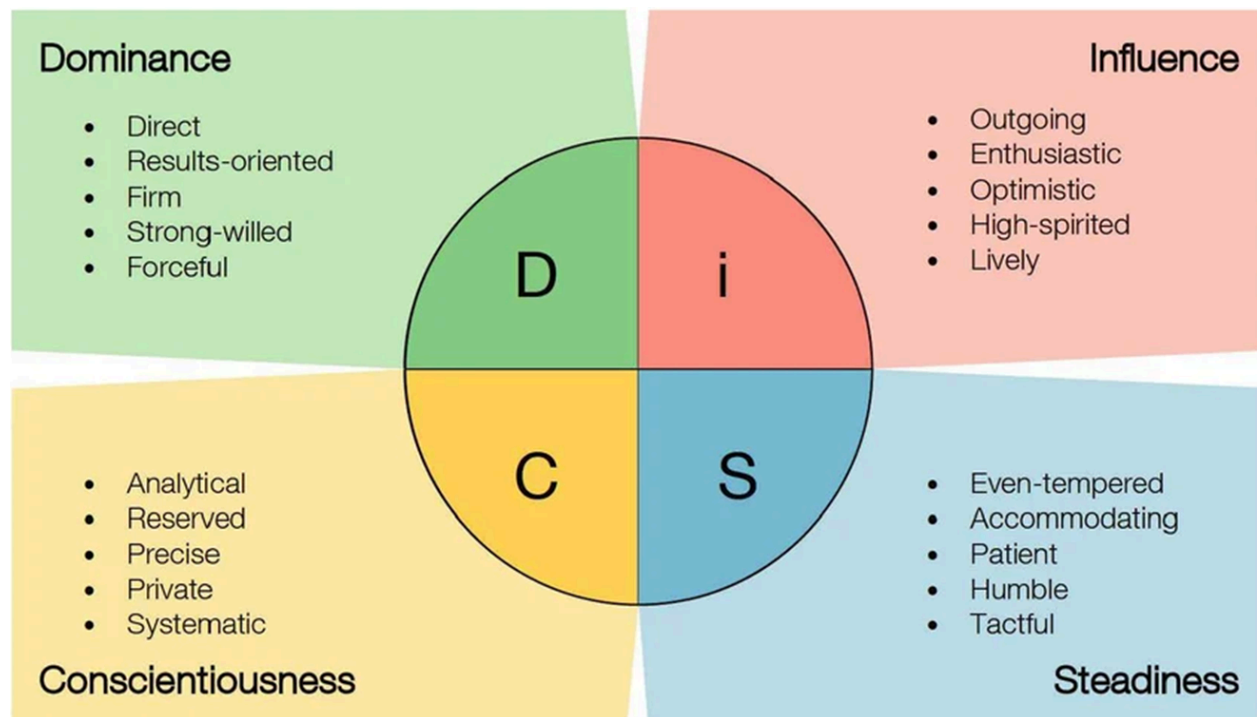 Dominance
• Direct
• Results-oriented
• Firm
• Strong-willed
• Forceful
Influence
• Outgoing
• Enthusiastic
• Optimistic
• High-spirited
• Lively
D
i
C
S
• Analytical
• Reserved
• Precise
• Private
• Systematic
Conscientiousness
• Even-tempered
• Accommodating
• Patient
• Humble
• Tactful
Steadiness